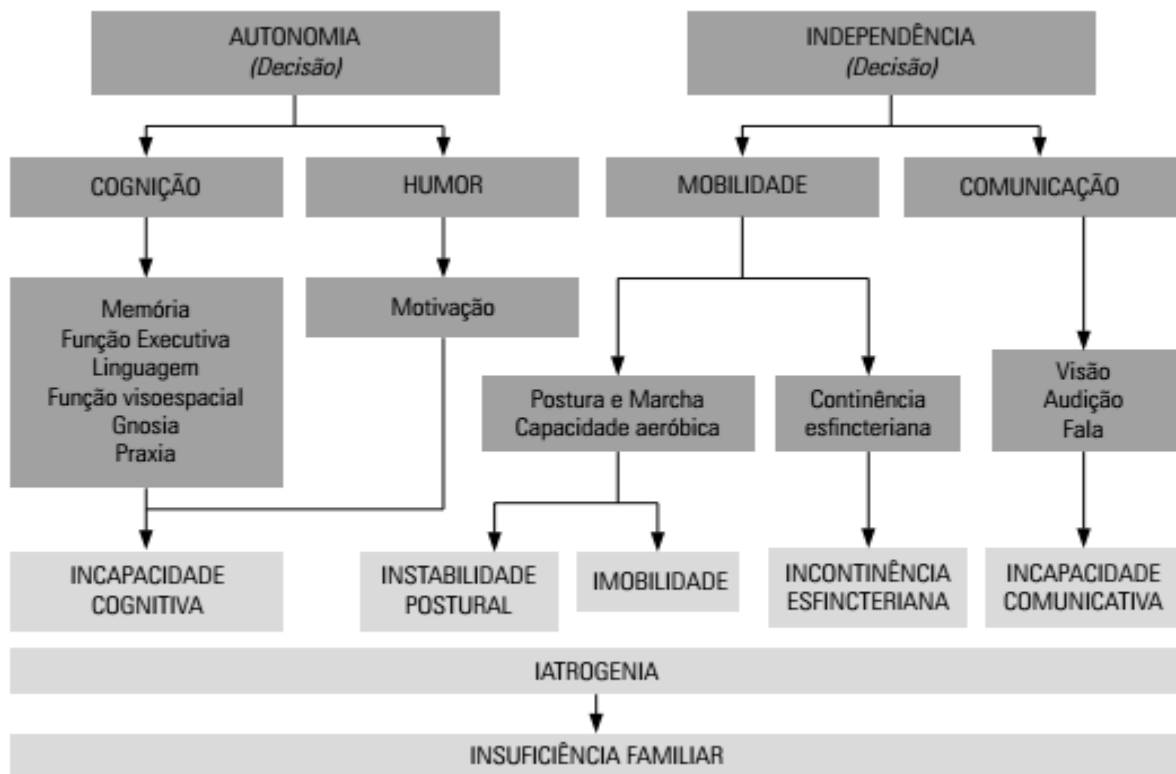 AUTONOMIA
(Decisão)
INDEPENDÊNCIA
(Decisão)
COGNIÇÃO
HUMOR
MOBILIDADE
COMUNICAÇÃO
Memória
Função Executiva
Linguagem
Função visoespacial
Gnosia
Praxia
Motivação
Postura e Marcha
Capacidade aeróbica
Continência
esfincteriana
Visão
Audição
Fala
INCAPACIDADE
COGNITIVA
INSTABILIDADE
POSTURAL
IMOBILIDADE
INCONTINÊNCIA
ESFINCTERIANA
INCAPACIDADE
COMUNICATIVA
IATROGENIA
INSUFICIÊNCIA FAMILIAR